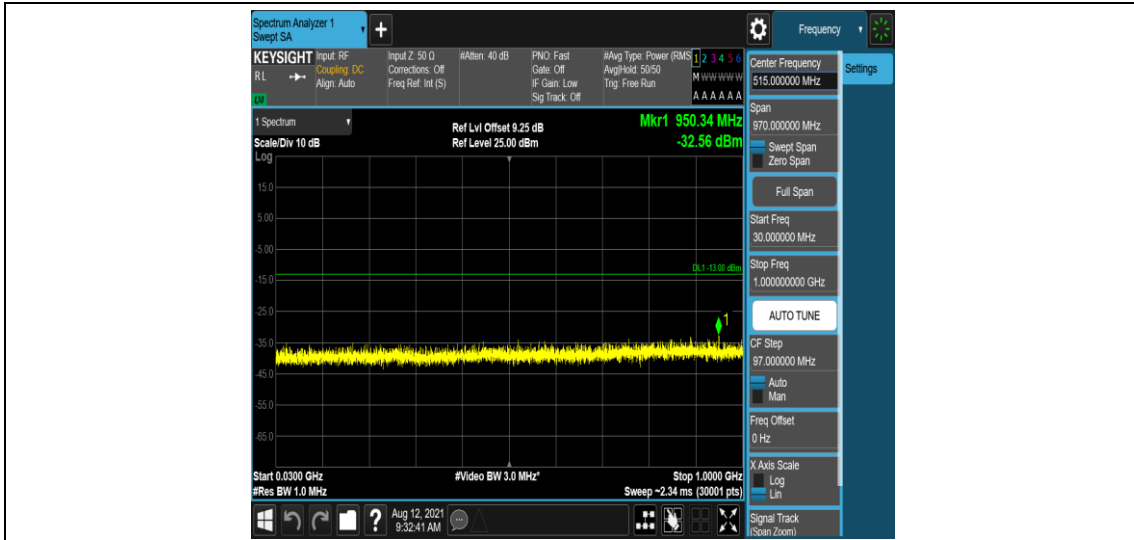 Spectrum Analyzer 1
Swept SA
Frequency
KEYSIGHT Input: RF
R L
Coupling: DC
Align: Auto
Input Z: 50 Ω
Corrections: Off
Freq Ref: Int (S)
#Atten: 40 dB
PNO: Fast
Gate: Off
IF Gain: Low
Sig Track: Off
#Avg Type: Power (RMS
Avg|Hold: 50/50
Trig: Free Run
1 2 3 4 5 6
M W W W W W
A A A A A A
1 Spectrum
Scale/Div 10 dB
Ref Lvl Offset 9.25 dB
Ref Level 25.00 dBm
Mkr1 950.34 MHz
-32.56 dBm
Log
15.0
5.00
-5.00
DL1 -13.00 dBm
-15.0
-25.0
1
-35.0
-45.0
-55.0
-65.0
Start 0.0300 GHz
#Video BW 3.0 MHz*
Stop 1.0000 GHz
#Res BW 1.0 MHz
Sweep ~2.34 ms (30001 pts)
Aug 12, 2021
9:32:41 AM
Center Frequency
515.000000 MHz
Settings
Span
970.000000 MHz
Swept Span
Zero Span
Full Span
Start Freq
30.000000 MHz
Stop Freq
1.000000000 GHz
AUTO TUNE
CF Step
97.000000 MHz
Auto
Man
Freq Offset
0 Hz
X Axis Scale
Log
Lin
Signal Track
(Span Zoom)